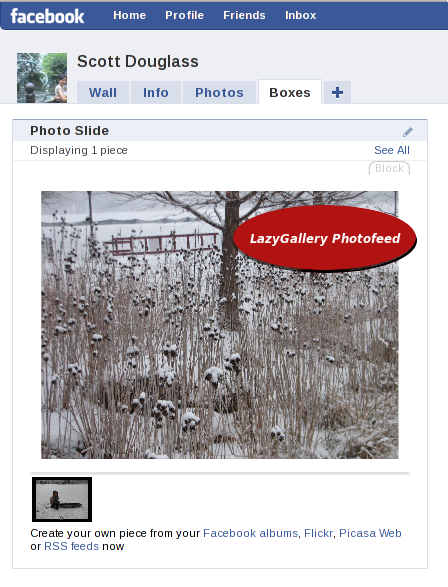 facebook Home Profile Friends Inbox
Scott Douglass
Wall Info Photos Boxes +
Photo Slide
Displaying 1 piece See All
Block
LazyGallery Photofeed
Create your own piece from your Facebook albums, Flickr, Picasa Web
or RSS feeds now